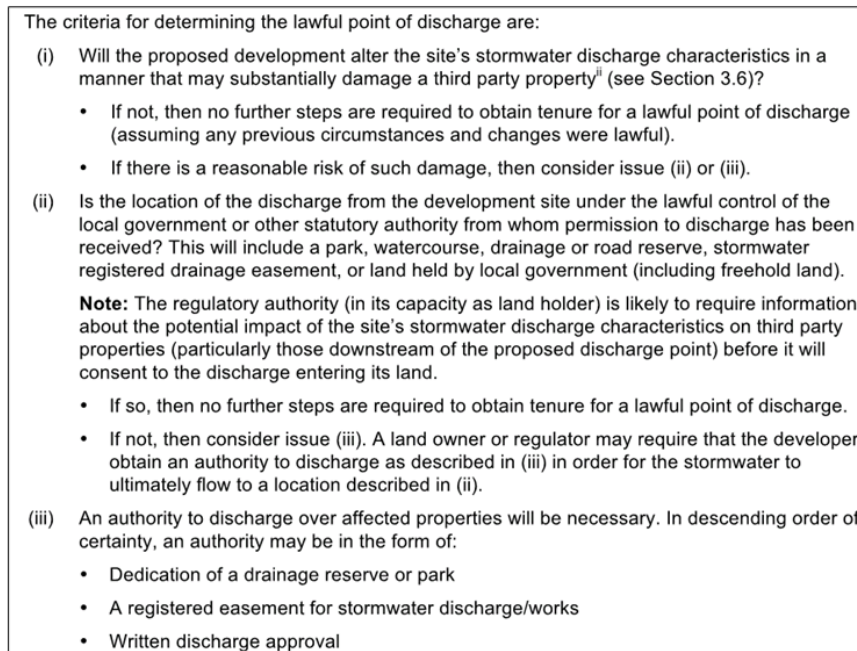 The criteria for determining the lawful point of discharge are:
(i) Will the proposed development alter the site's stormwater discharge characteristics in a
manner that may substantially damage a third party propertyⁱⁱ (see Section 3.6)?
• If not, then no further steps are required to obtain tenure for a lawful point of discharge
(assuming any previous circumstances and changes were lawful).
• If there is a reasonable risk of such damage, then consider issue (ii) or (iii).
(ii) Is the location of the discharge from the development site under the lawful control of the
local government or other statutory authority from whom permission to discharge has been
received? This will include a park, watercourse, drainage or road reserve, stormwater
registered drainage easement, or land held by local government (including freehold land).
Note: The regulatory authority (in its capacity as land holder) is likely to require information
about the potential impact of the site's stormwater discharge characteristics on third party
properties (particularly those downstream of the proposed discharge point) before it will
consent to the discharge entering its land.
• If so, then no further steps are required to obtain tenure for a lawful point of discharge.
• If not, then consider issue (iii). A land owner or regulator may require that the developer
obtain an authority to discharge as described in (iii) in order for the stormwater to
ultimately flow to a location described in (ii).
(iii) An authority to discharge over affected properties will be necessary. In descending order of
certainty, an authority may be in the form of:
• Dedication of a drainage reserve or park
• A registered easement for stormwater discharge/works
• Written discharge approval